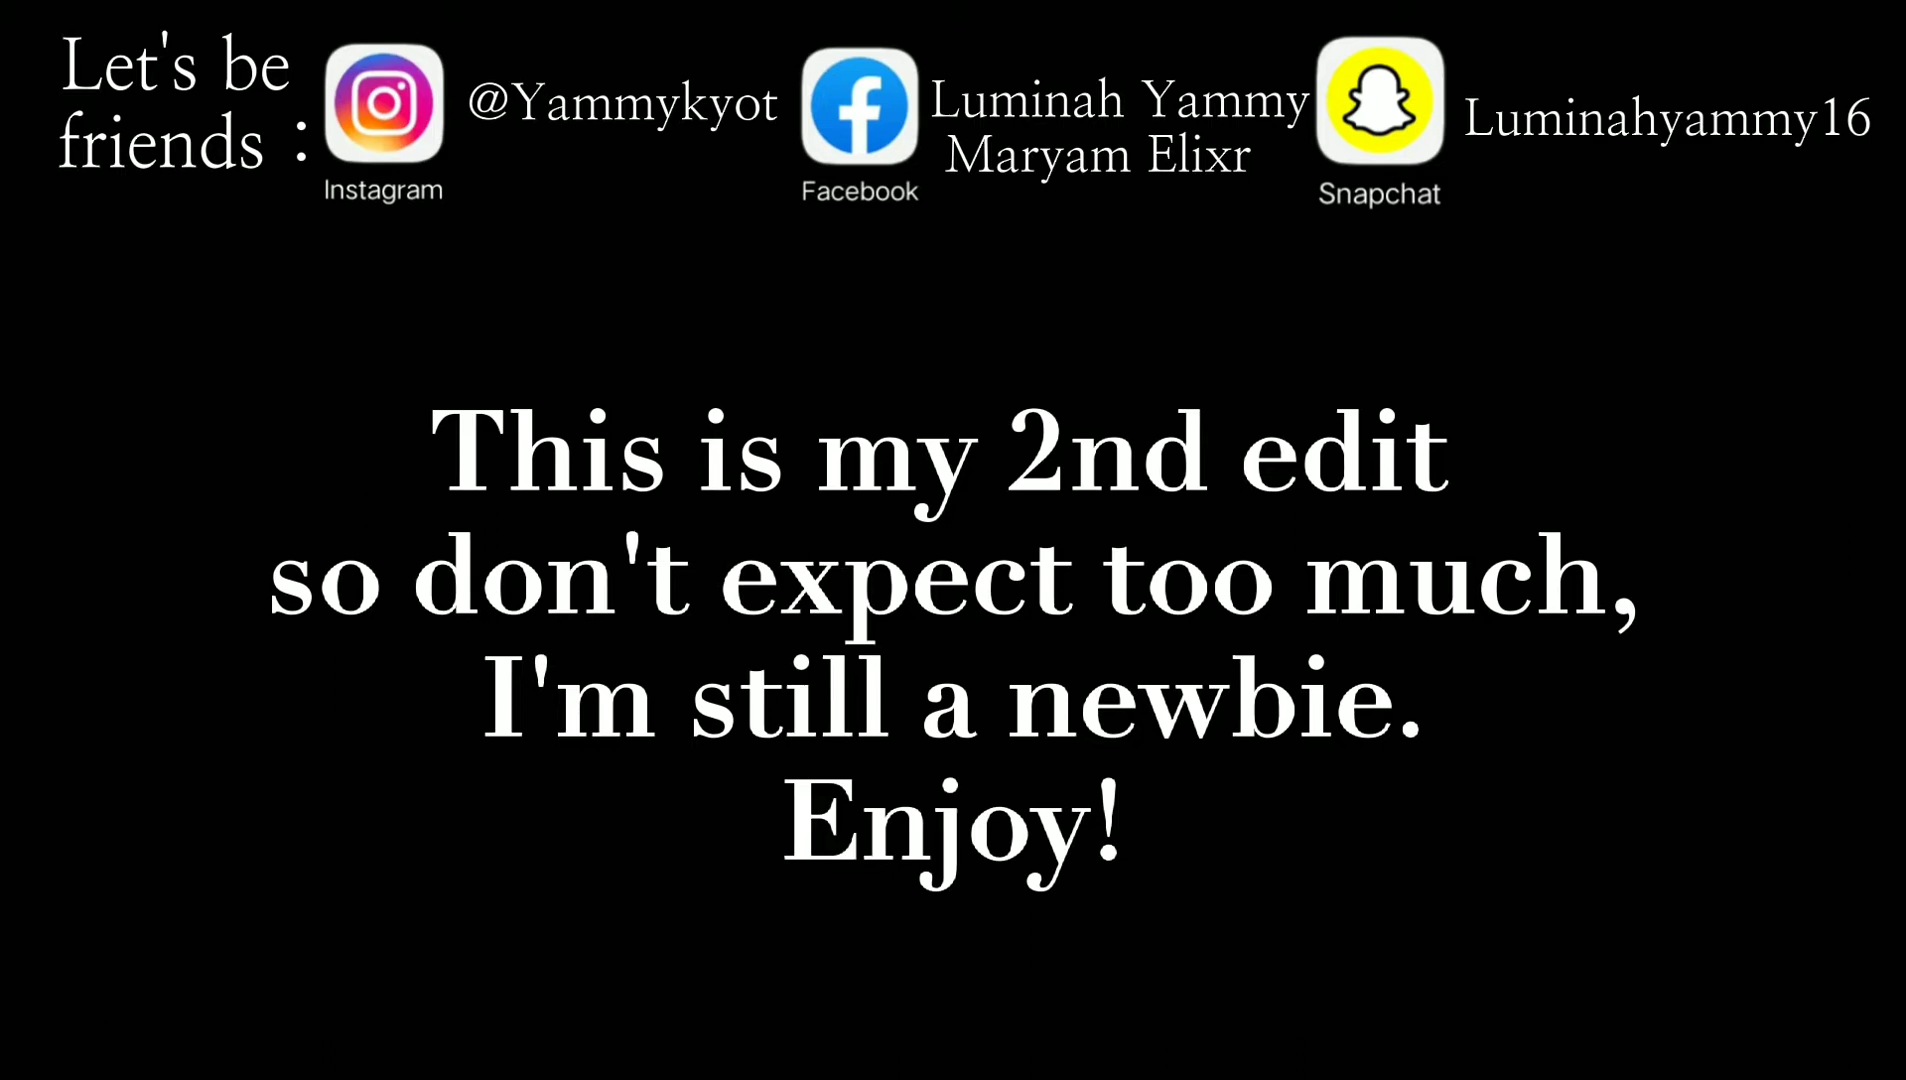 Let's be
friends :
Instagram
@Yammykyot
Facebook
Luminah Yammy
Maryam Elixr
Snapchat
Luminahyammy16
This is my 2nd edit
so don't expect too much,
I'm still a newbie.
Enjoy!